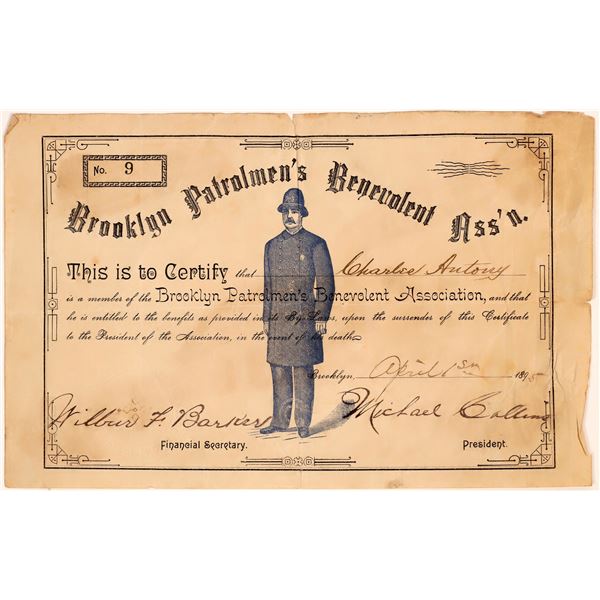 No. 9
Brooklyn Patrolmen's Benevolent Ass'n.
This is to Certify that Charlie Antony
is a member of the Brooklyn Patrolmen's Benevolent Association, and that
he is entitled to the benefits as provided in its By-Laws, upon the surrender of this Certificate
to the President of the Association, in the event of his death.
Brooklyn, April 1st 1895
Wilbur F. Barker Michael Collins
Financial Secretary. President.